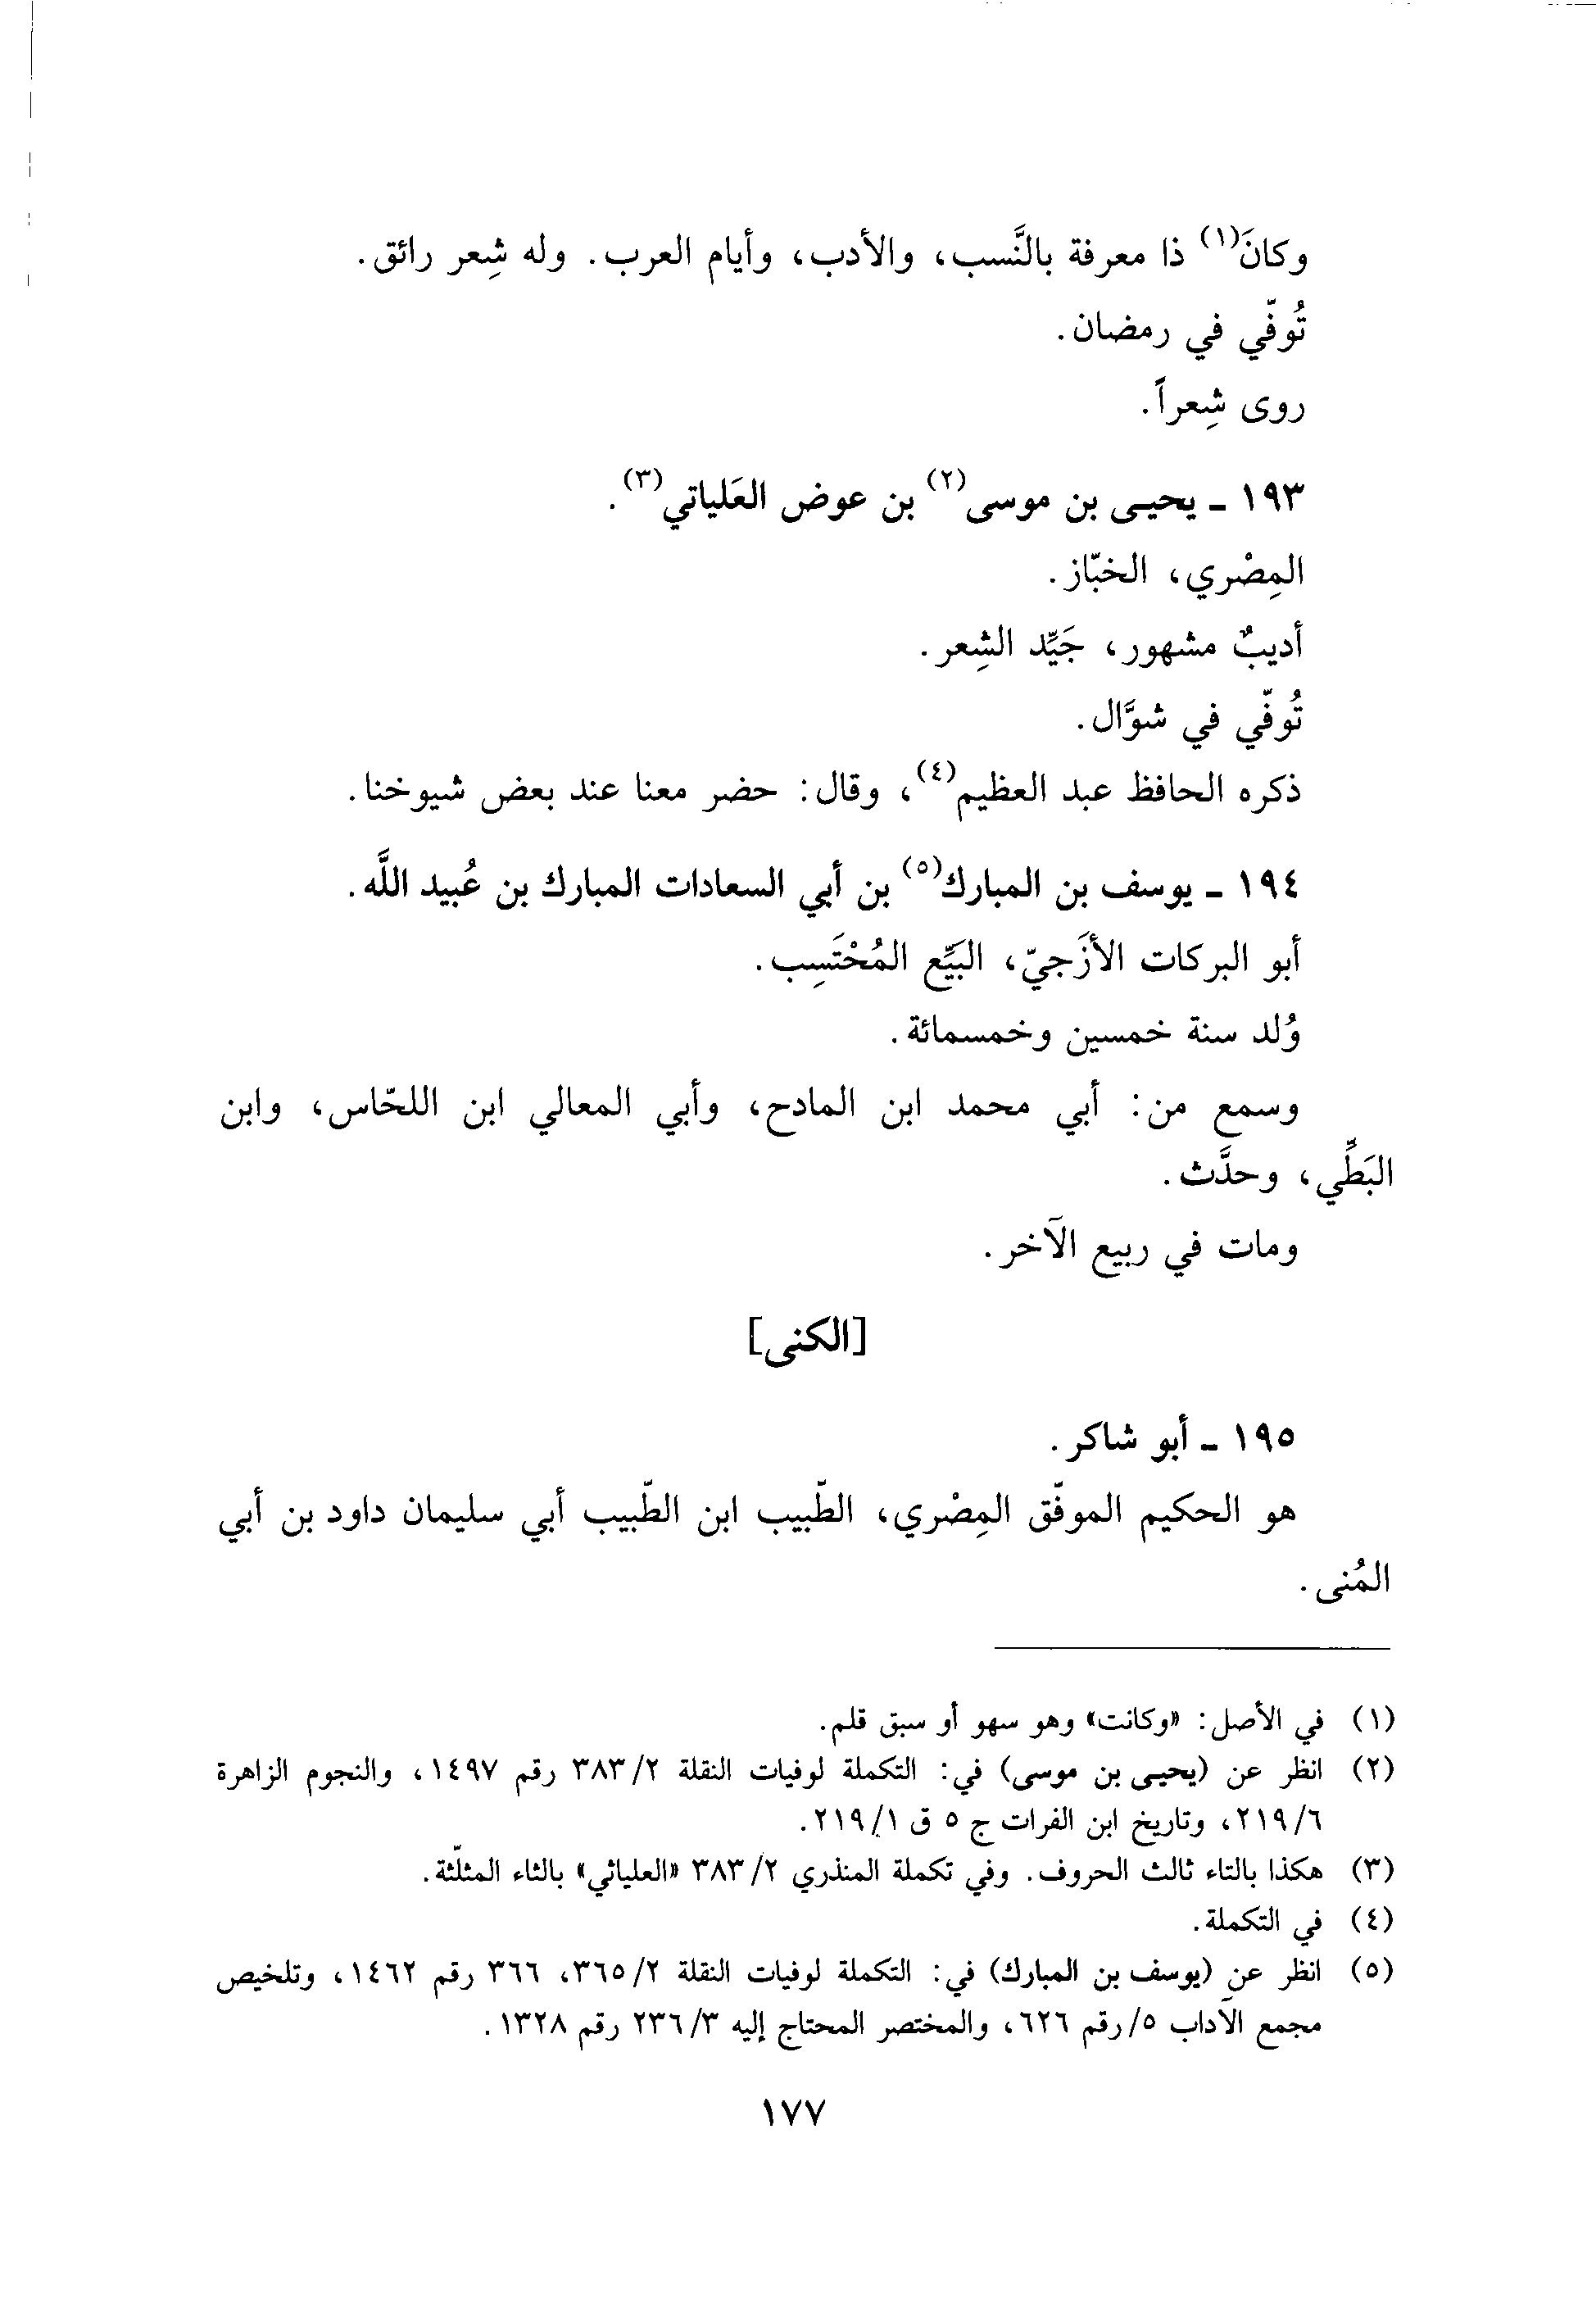 وكانَ(١) ذا معرفة بالنَّسب، والأدب، وأيام العرب. وله شِعر رائق.
تُوفّي في رمضان.
روى شِعراً.
١٩٣ ـ يحيـى بن موسى(٢) بن عوض العَلياتي(٣).
المِصْري، الخبّاز.
أديبٌ مشهور، جَيِّد الشِعر.
تُوفّي في شوَّال.
ذكره الحافظ عبد العظيم(٤)، وقال: حضر معنا عند بعض شيوخنا.
١٩٤ ـ يوسف بن المبارك(٥) بن أبي السعادات المبارك بن عُبيد اللَّه.
أبو البركات الأزَجيّ، البَيِّع المُحْتَسِب.
وُلد سنة خمسين وخمسمائة.
وسمع من: أبي محمد ابن المادح، وأبي المعالي ابن اللحّاس، وابن
البَطِّي، وحدَّث.
ومات في ربيع الآخر.
[الكنى]
١٩٥ ـ أبو شاكر.
هو الحكيم الموفّق المِصْري، الطّبيب ابن الطّبيب أبي سليمان داود بن أبي
المُنى.
(١) في الأصل: «وكانت» وهو سهو أو سبق قلم.
(٢) انظر عن (يحيـى بن موسى) في: التكملة لوفيات النقلة ٢/ ٣٨٣ رقم ١٤٩٧، والنجوم الزاهرة
٦/ ٢١٩، وتاريخ ابن الفرات ج ٥ ق ١/ ٢١٩.
(٣) هكذا بالتاء ثالث الحروف. وفي تكملة المنذري ٢/ ٣٨٣ «العلياثي» بالثاء المثلّثة.
(٤) في التكملة.
(٥) انظر عن (يوسف بن المبارك) في: التكملة لوفيات النقلة ٢/ ٣٦٥، ٣٦٦ رقم ١٤٦٢، وتلخيص
مجمع الآداب ٥/ رقم ٦٢٦، والمختصر المحتاج إليه ٣/ ٢٣٦ رقم ١٣٢٨.
١٧٧